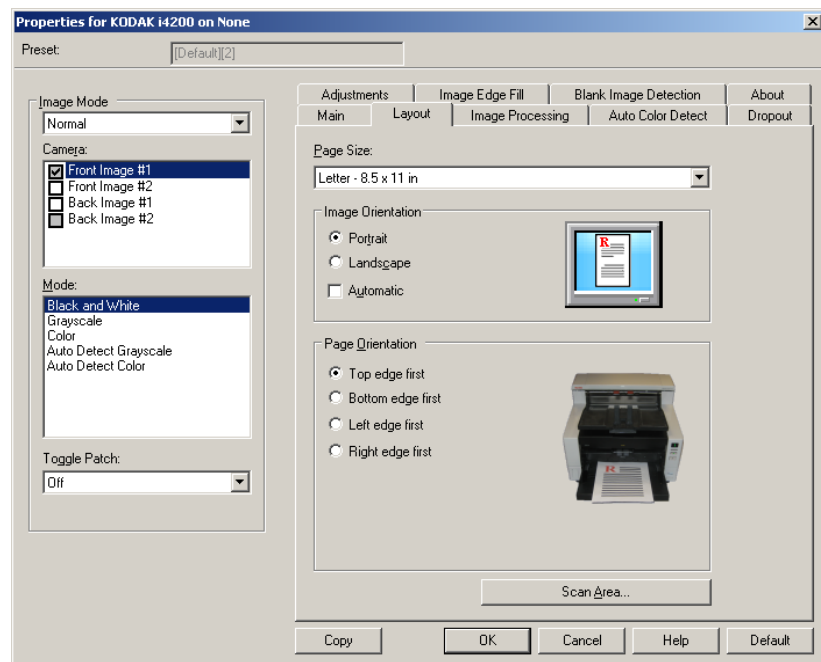 Properties for KODAK i4200 on None
Preset:
[Default][2]
Image Mode
Normal
Camera:
Front Image #1
Front Image #2
Back Image #1
Back Image #2
Mode:
Black and White
Grayscale
Color
Auto Detect Grayscale
Auto Detect Color
Toggle Patch:
Off
Adjustments Image Edge Fill Blank Image Detection About
Main Layout Image Processing Auto Color Detect Dropout
Page Size:
Letter - 8.5 x 11 in
Image Orientation
Portrait
Landscape
Automatic
R
Page Orientation
Top edge first
Bottom edge first
Left edge first
Right edge first
R
Scan Area...
Copy OK Cancel Help Default